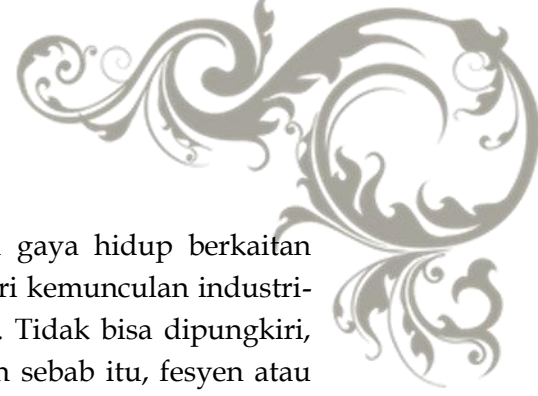 gaya hidup berkaitan
ri kemunculan industri-
. Tidak bisa dipungkiri,
sebab itu, fesyen atau